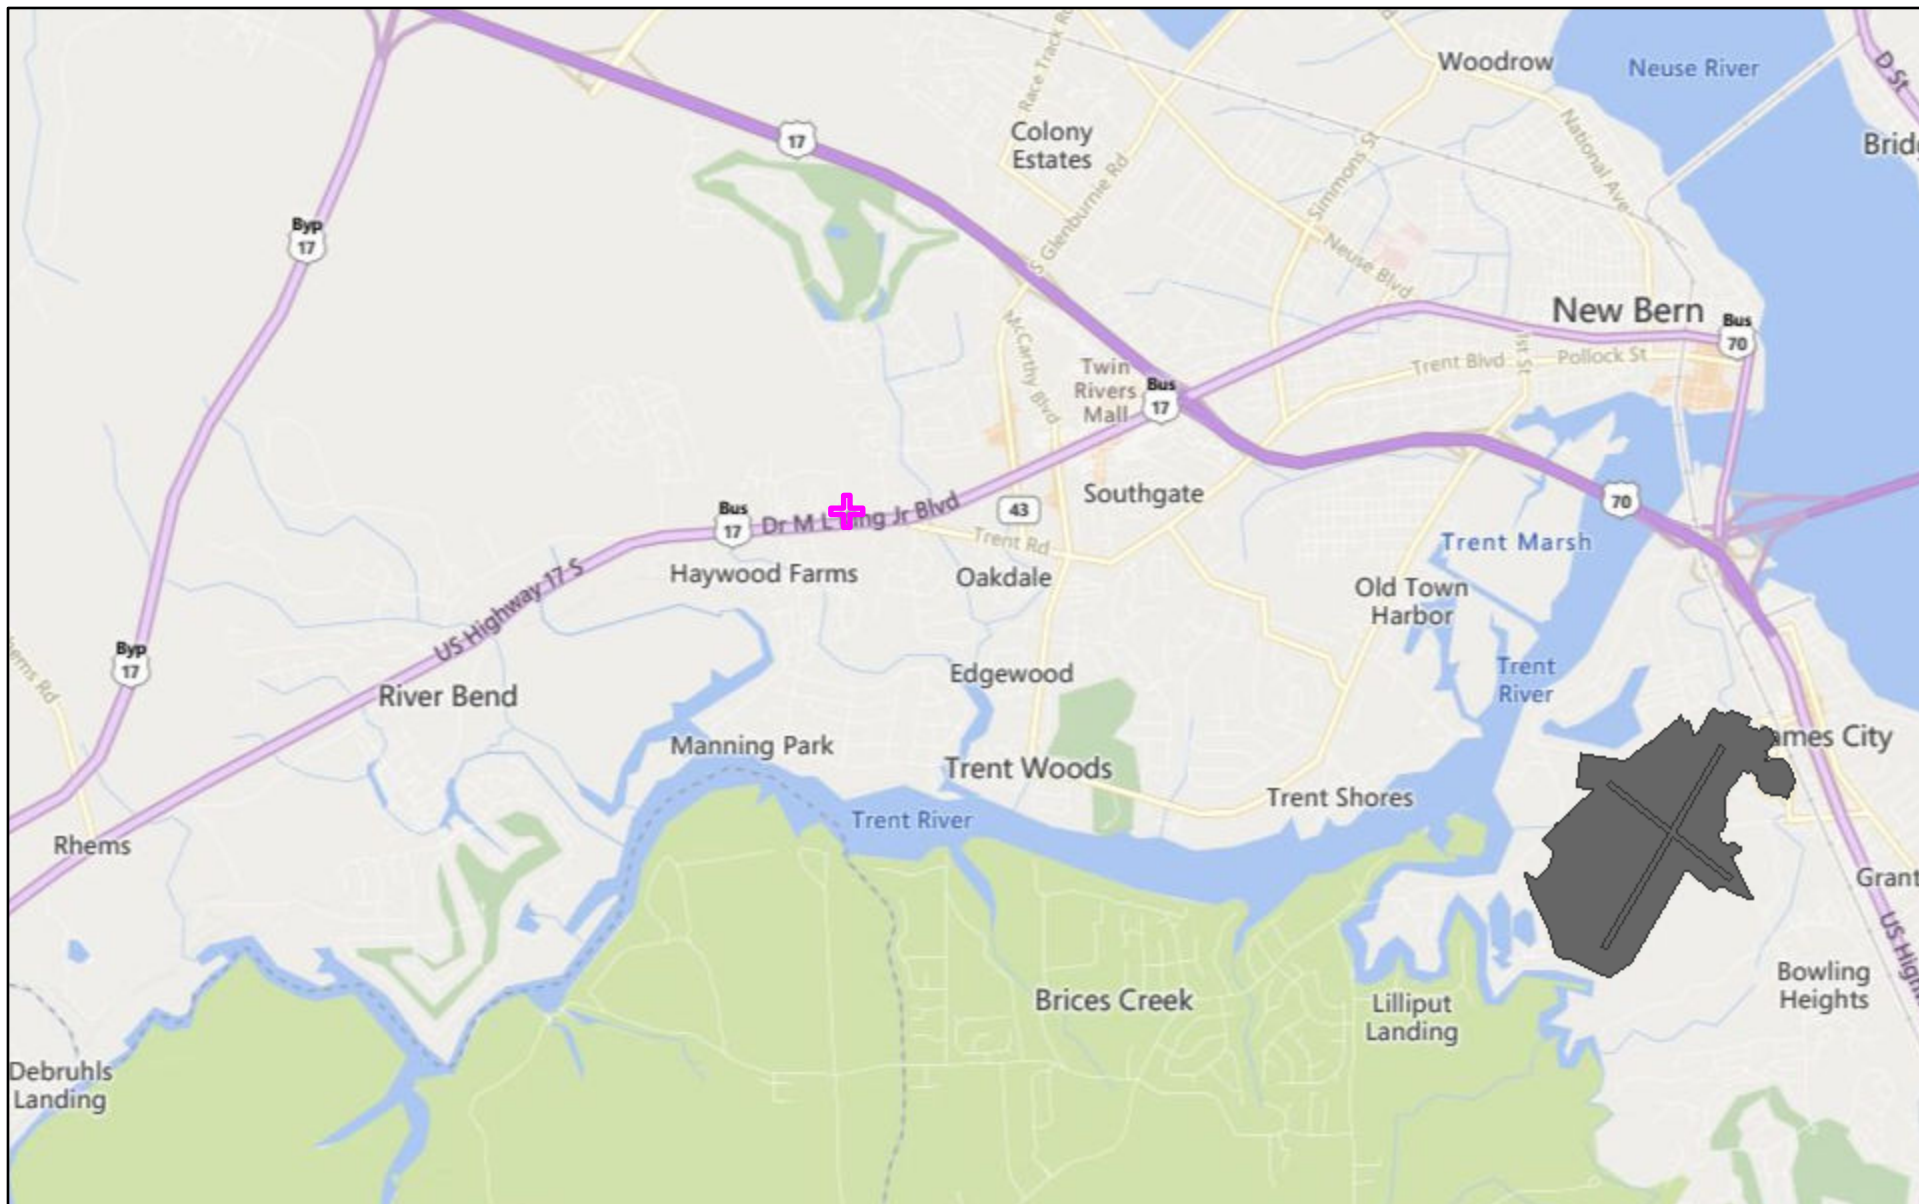 Woodrow
Neuse River
D St
Race Track R
Colony
Estates
17
National Ave
Simmons St
S Glenburnie Rd
Byp
17
Neuse Blvd
New Bern
Bus
70
McCarthy Blvd
Twin
Rivers
Mall
Bus
17
1st St
Trent Blvd
Pollock St
Southgate
70
43
Bus
17
Dr M L King Jr Blvd
Trent Rd
Trent Marsh
Haywood Farms
Oakdale
Old Town
Harbor
US Highway 17 S
Byp
17
Edgewood
Trent
River
River Bend
Manning Park
Trent Woods
ames City
Trent Shores
Trent River
Rhems
Grant
US High
Bowling
Heights
Brices Creek
Lilliput
Landing
Debruhls
Landing